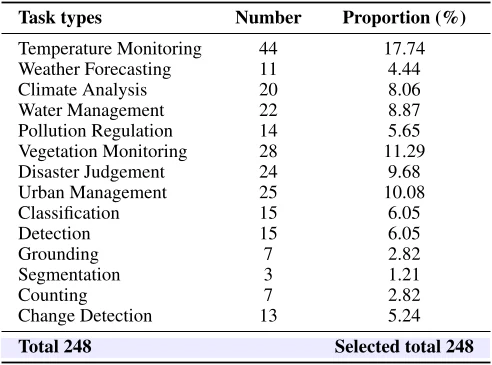 Task types Number Proportion (%)
Temperature Monitoring 44 17.74
Weather Forecasting 11 4.44
Climate Analysis 20 8.06
Water Management 22 8.87
Pollution Regulation 14 5.65
Vegetation Monitoring 28 11.29
Disaster Judgement 24 9.68
Urban Management 25 10.08
Classification 15 6.05
Detection 15 6.05
Grounding 7 2.82
Segmentation 3 1.21
Counting 7 2.82
Change Detection 13 5.24
Total 248 Selected total 248